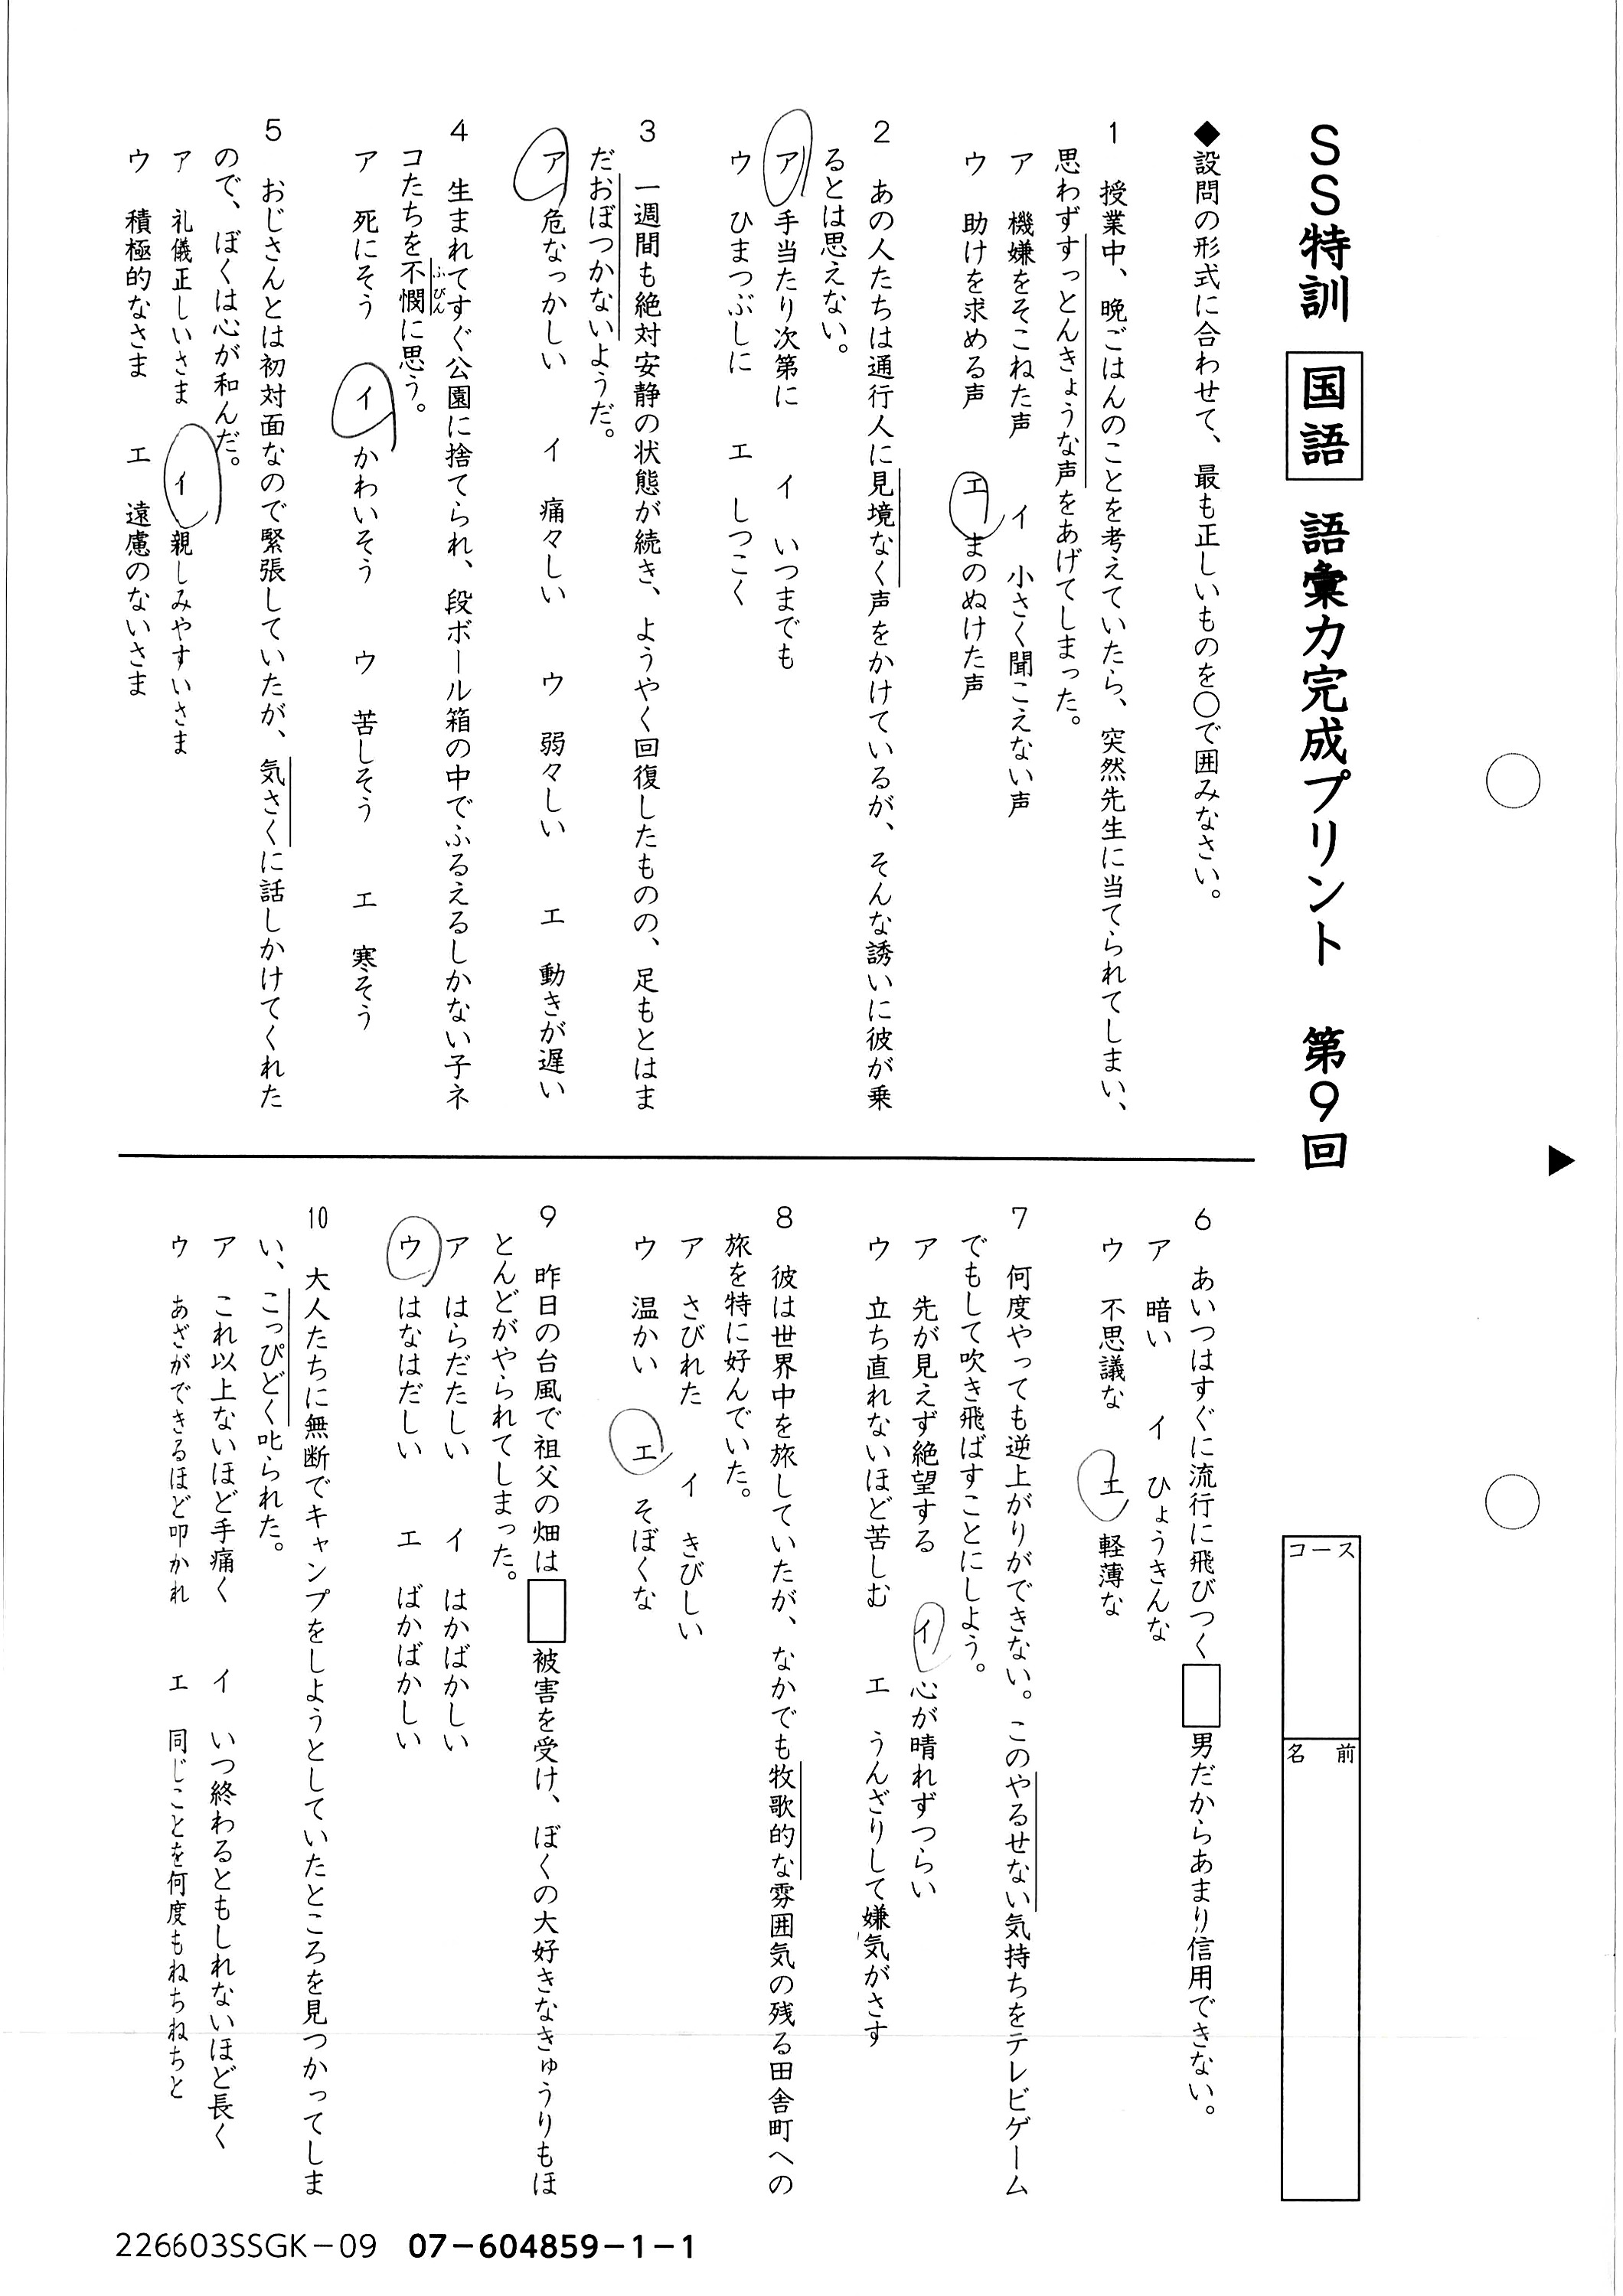 SS特訓 国語 語彙力完成プリント 第9回
コース
名前
◆設問の形式に合わせて、最も正しいものを○で囲みなさい。
1 授業中、晩ごはんのことを考えていたら、突然先生に当てられてしまい、
思わずすっとんきょうな声をあげてしまった。
ア 機嫌をそこねた声 イ 小さく聞こえない声
ウ 助けを求める声 エ まのぬけた声
2 あの人たちは通行人に見境なく声をかけているが、そんな誘いに彼が乗
るとは思えない。
ア 手当たり次第に イ いつまでも
ウ ひまつぶしに エ しつこく
3 一週間も絶対安静の状態が続き、ようやく回復したものの、足もとはま
だおぼつかないようだ。
ア 危なっかしい イ 痛々しい ウ 弱々しい エ 動きが遅い
4 生まれてすぐ公園に捨てられ、段ボール箱の中でふるえるしかない子ネ
コたちを不憫に思う。
ふびん
ア 死にそう イ かわいそう ウ 苦しそう エ 寒そう
5 おじさんとは初対面なので緊張していたが、気さくに話しかけてくれた
ので、ぼくは心が和んだ。
ア 礼儀正しいさま イ 親しみやすいさま
ウ 積極的なさま エ 遠慮のないさま
6 あいつはすぐに流行に飛びつく□男だからあまり信用できない。
ア 暗い イ ひょうきんな
ウ 不思議な エ 軽薄な
7 何度やっても逆上がりができない。このやるせない気持ちをテレビゲーム
でもして吹き飛ばすことにしよう。
ア 先が見えず絶望する イ 心が晴れずつらい
ウ 立ち直れないほど苦しむ エ うんざりして嫌気がさす
8 彼は世界中を旅していたが、なかでも牧歌的な雰囲気の残る田舎町への
旅を特に好んでいた。
ア さびれた イ きびしい
ウ 温かい エ そぼくな
9 昨日の台風で祖父の畑は□被害を受け、ぼくの大好きなきゅうりもほ
とんどがやられてしまった。
ア はらだたしい イ はかばかしい
ウ はなはだしい エ ばかばかしい
10 大人たちに無断でキャンプをしようとしていたところを見つかってしま
い、こっぴどく叱られた。
ア これ以上ないほど手痛く イ いつ終わるともしれないほど長く
ウ あざができるほど叩かれ エ 同じことを何度もねちねちと
226603SSGK－09 07－604859－1－1